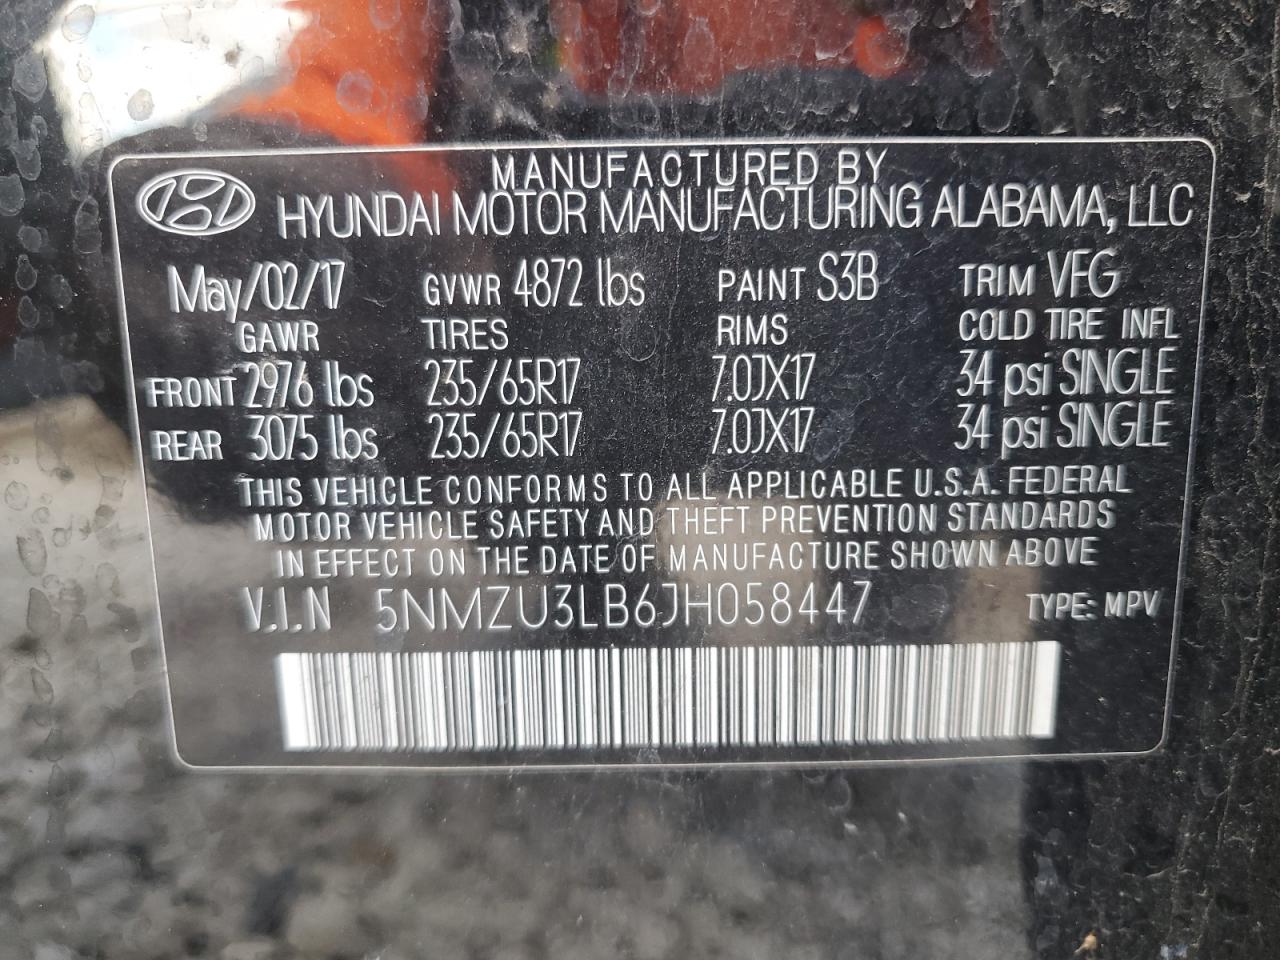 MANUFACTURED BY
HYUNDAI MOTOR MANUFACTURING ALABAMA, LLC
May/02/17 GVWR 4872 lbs PAINT S3B TRIM VFG
GAWR TIRES RIMS COLD TIRE INFL
FRONT 2976 lbs 235/65R17 7.0JX17 34 psi SINGLE
REAR 3075 lbs 235/65R17 7.0JX17 34 psi SINGLE
THIS VEHICLE CONFORMS TO ALL APPLICABLE U.S.A. FEDERAL
MOTOR VEHICLE SAFETY AND THEFT PREVENTION STANDARDS
IN EFFECT ON THE DATE OF MANUFACTURE SHOWN ABOVE
V.I.N 5NMZU3LB6JH058447 TYPE: MPV